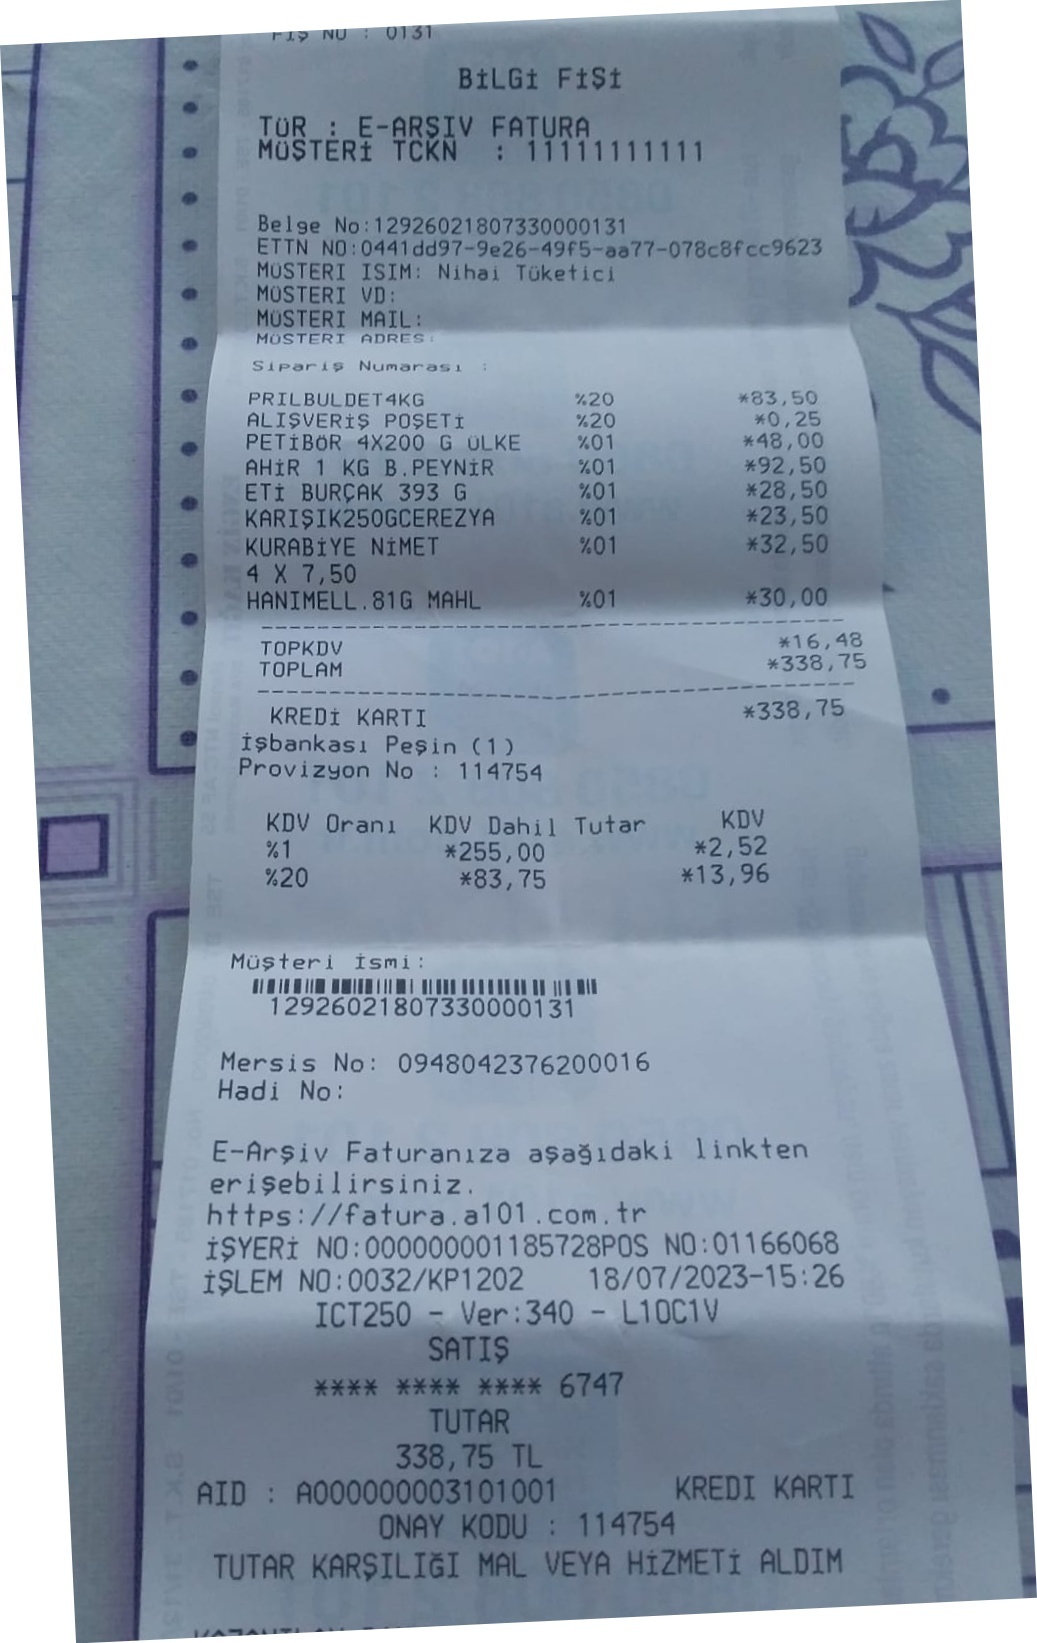 FİŞ NO : 0131
BİLGİ FİŞİ
TÜR : E-ARŞIV FATURA
MÜŞTERİ TCKN : 11111111111
Belge No:12926021807330000131
ETTN NO:0441dd97-9e26-49f5-aa77-078c8fcc9623
MÜSTERI ISIM: Nihai Tüketici
MÜSTERI VD:
MÜSTERI MAIL:
MÜSTERI ADRES:
Sipariş Numarası :
PRILBULDET4KG %20 *83,50
ALIŞVERİŞ POŞETİ %20 *0,25
PETİBÖR 4X200 G ÜLKE %01 *48,00
AHİR 1 KG B.PEYNİR %01 *92,50
ETİ BURÇAK 393 G %01 *28,50
KARIŞIK250GCEREZYA %01 *23,50
KURABİYE NİMET %01 *32,50
4 X 7,50
HANIMELL.81G MAHL %01 *30,00
TOPKDV *16,48
TOPLAM *338,75
KREDİ KARTI *338,75
İşbankası Peşin (1)
Provizyon No : 114754
KDV Oranı KDV Dahil Tutar KDV
%1 *255,00 *2,52
%20 *83,75 *13,96
Müşteri İsmi:
12926021807330000131
Mersis No: 0948042376200016
Hadi No:
E-Arşiv Faturanıza aşağıdaki linkten
erişebilirsiniz.
https://fatura.a101.com.tr
İŞYERİ NO:000000001185728POS NO:01166068
İŞLEM NO:0032/KP1202 18/07/2023-15:26
ICT250 - Ver:340 - L10C1V
SATIŞ
**** **** **** 6747
TUTAR
338,75 TL
AID : A0000000003101001 KREDI KARTI
ONAY KODU : 114754
TUTAR KARŞILIĞI MAL VEYA HİZMETİ ALDIM